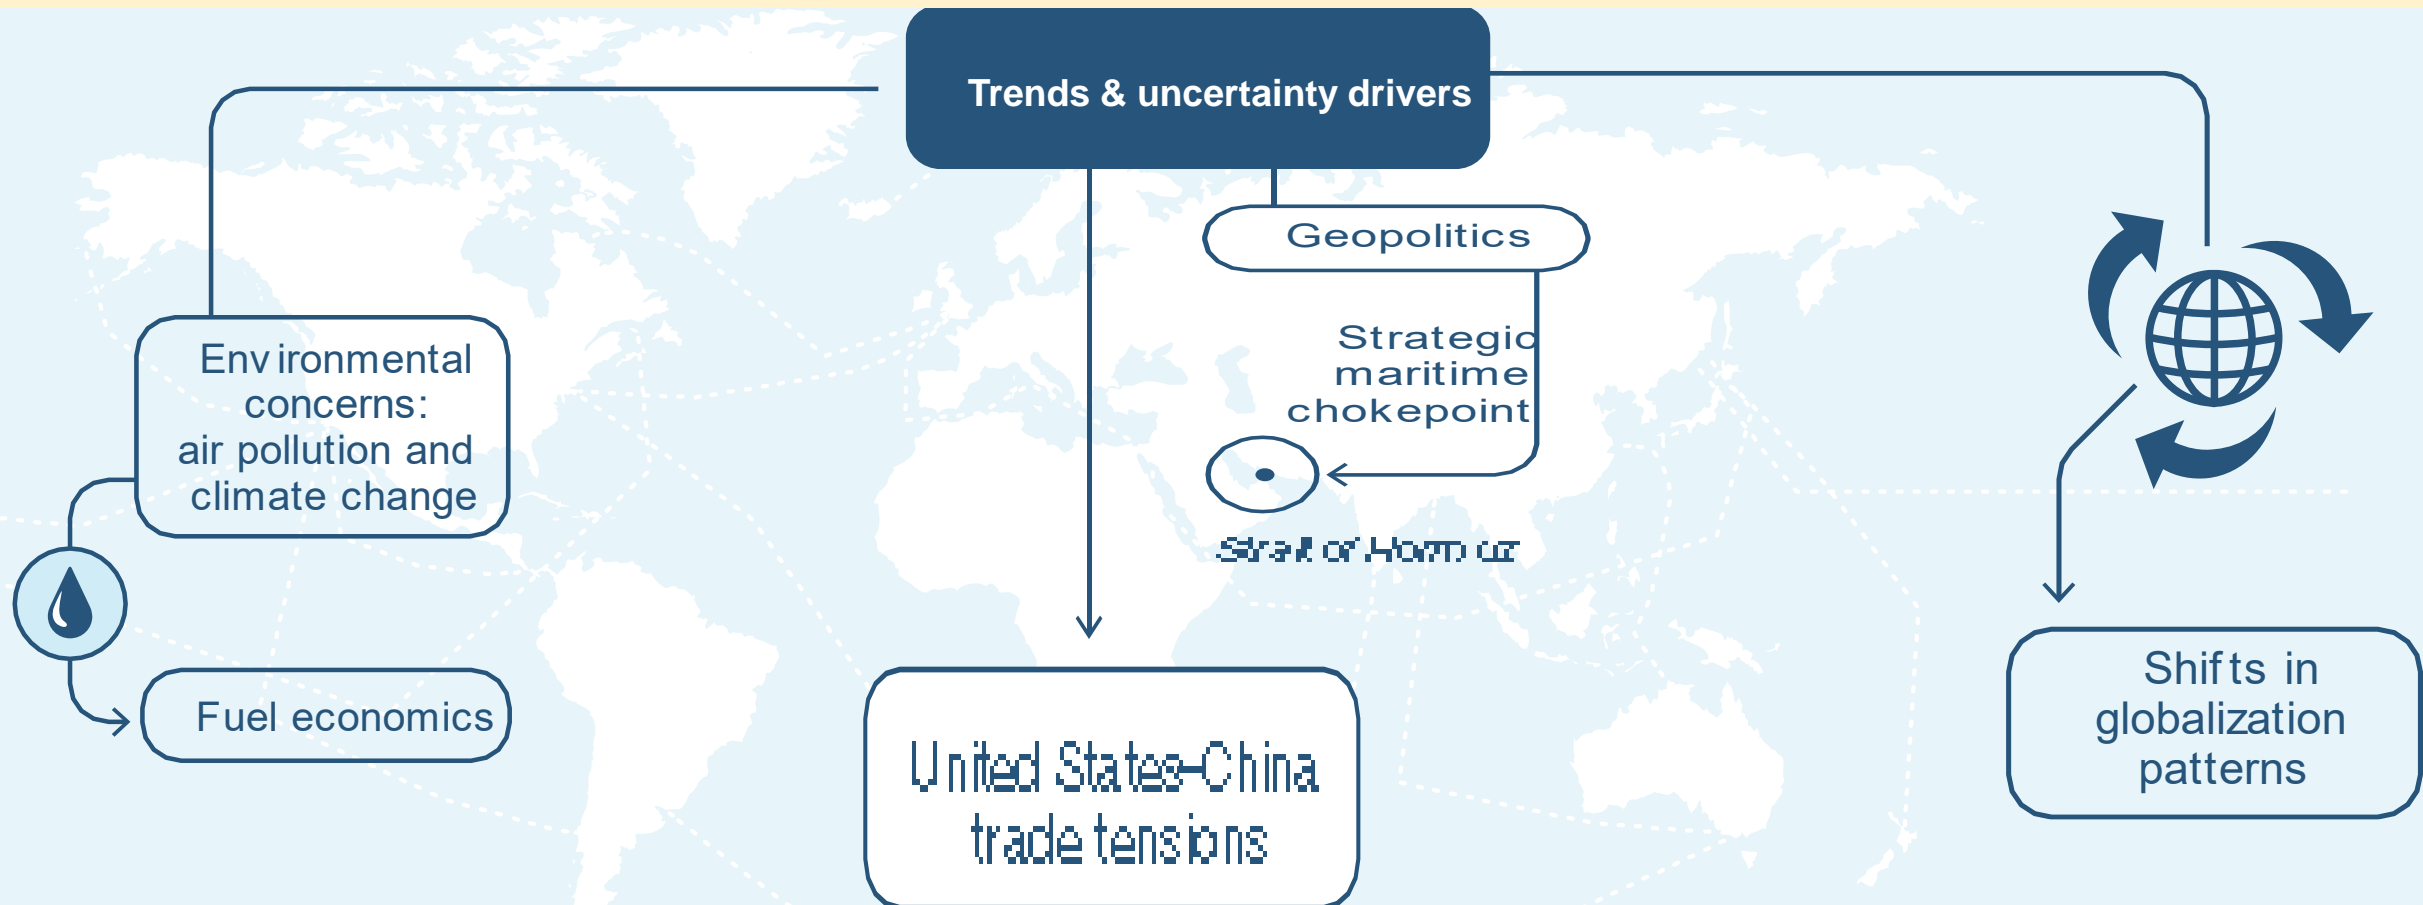 Trends & uncertainty drivers
Geopolitics
Strategic
maritime
chokepoint
Strait of Hormuz
Environmental
concerns:
air pollution and
climate change
Fuel economics
United States-China
trade tensions
Shifts in
globalization
patterns